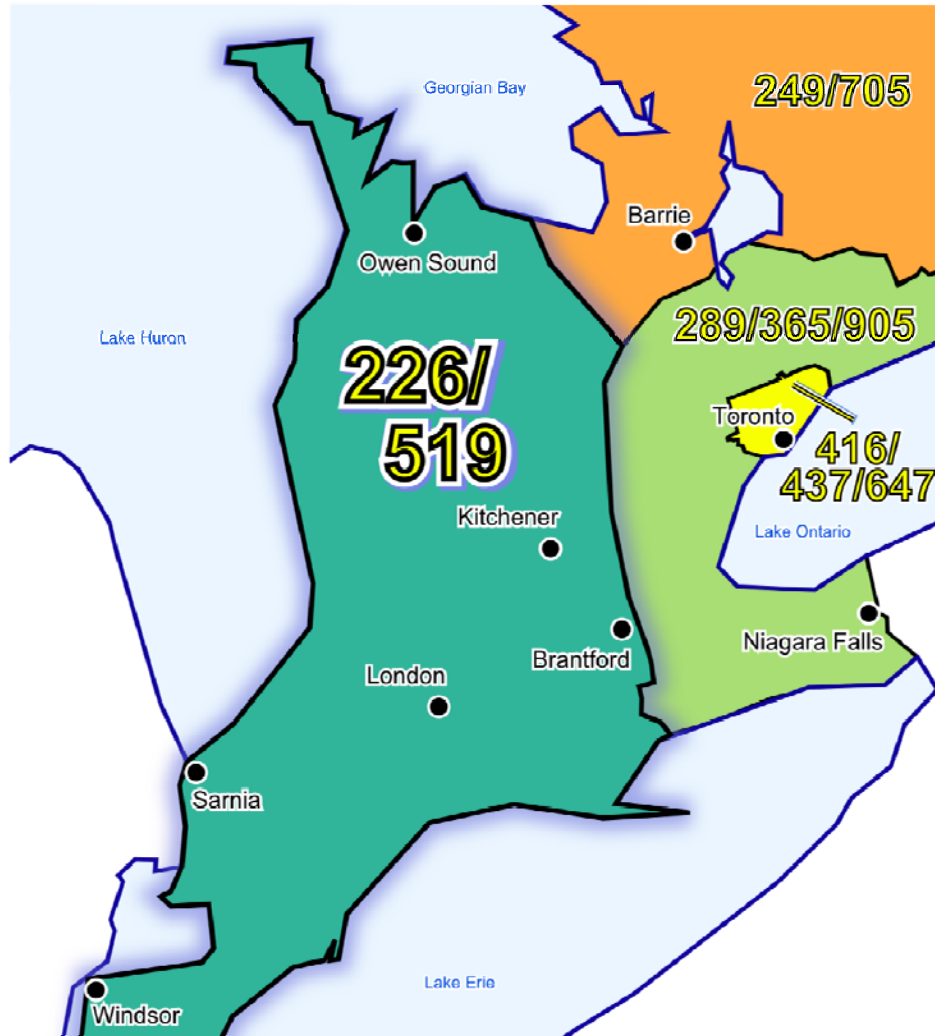 Georgian Bay
249/705
Barrie
Owen Sound
289/365/905
Lake Huron
226/
519
Toronto
416/
437/647
Kitchener
Lake Ontario
Brantford
Niagara Falls
London
Sarnia
Lake Erie
Windsor